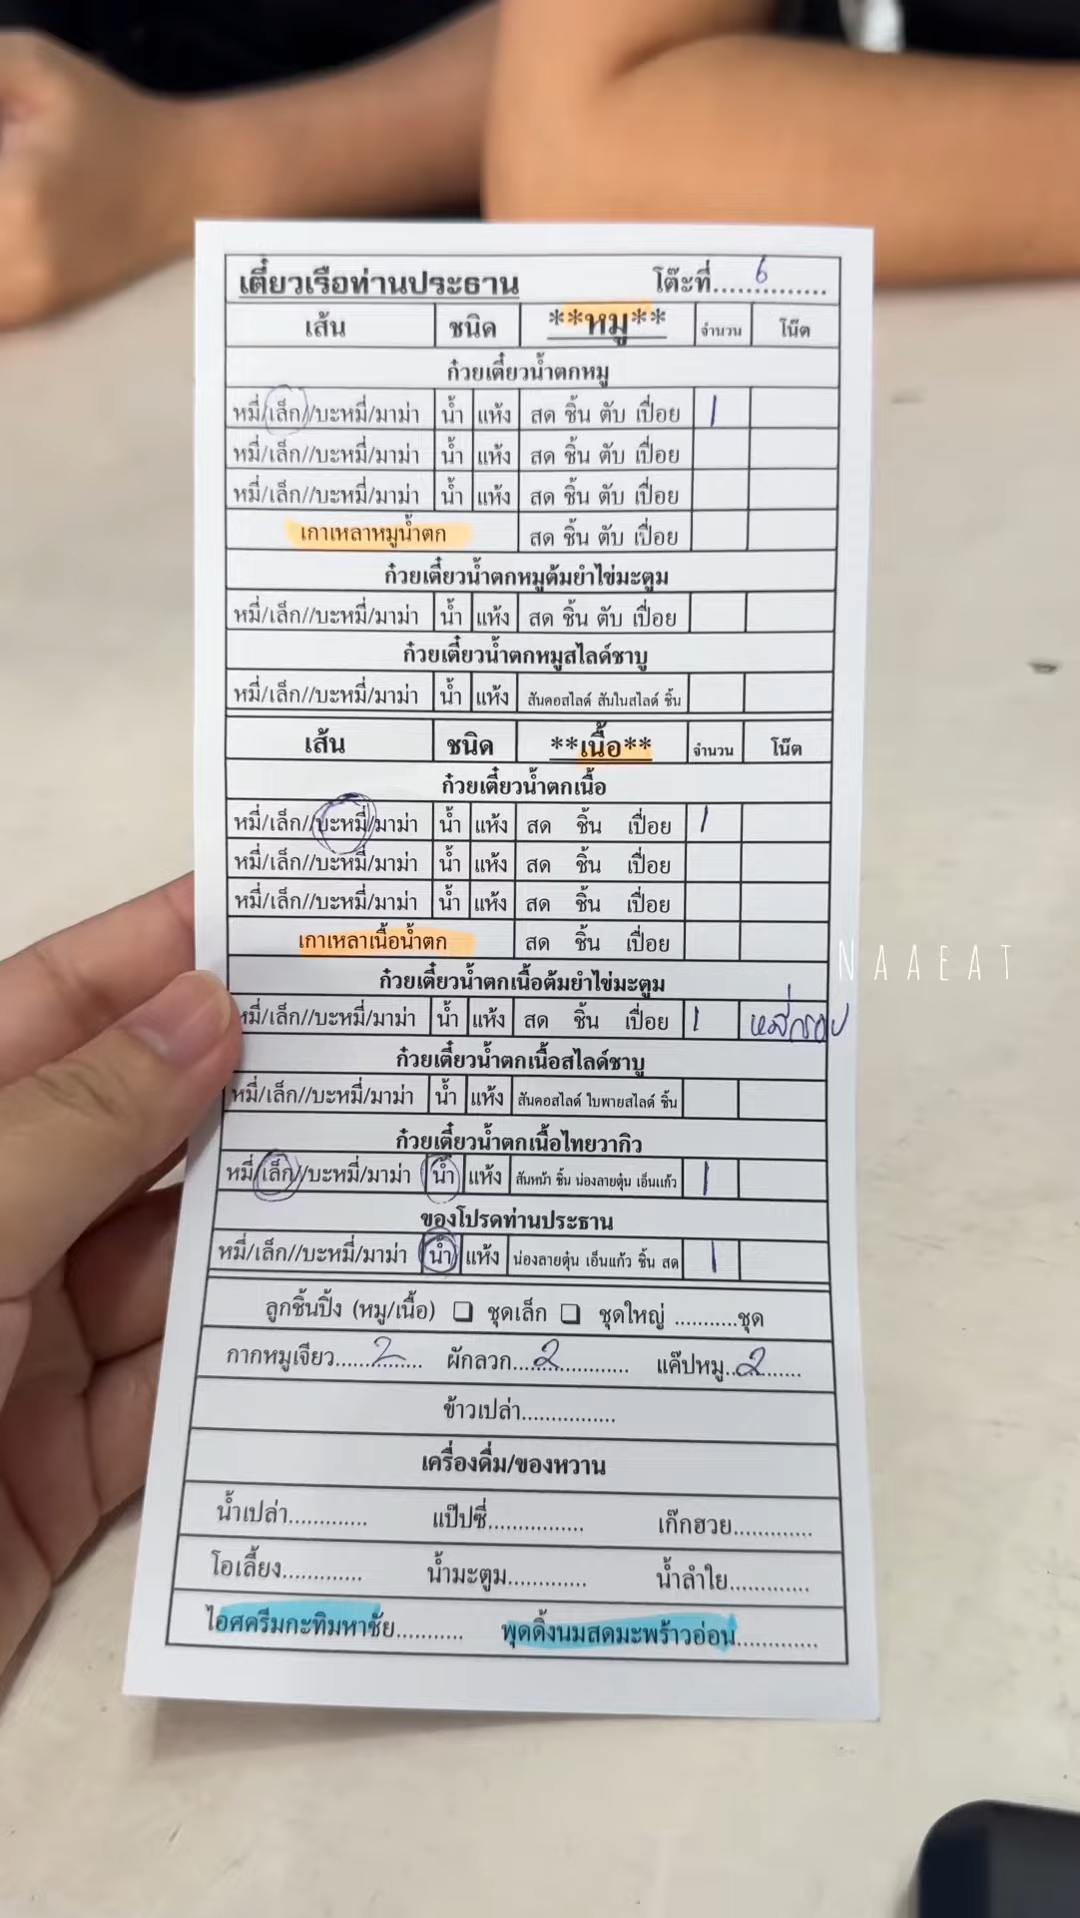 เตี๋ยวเรือท่านประธาน โต๊ะที่..............6
เส้น ชนิด **หมู** จำนวน โน๊ต
ก๋วยเตี๋ยวน้ำตกหมู
หมี่/เล็ก//บะหมี่/มาม่า น้ำ แห้ง สด ชิ้น ตับ เปื่อย 1
หมี่/เล็ก//บะหมี่/มาม่า น้ำ แห้ง สด ชิ้น ตับ เปื่อย
หมี่/เล็ก//บะหมี่/มาม่า น้ำ แห้ง สด ชิ้น ตับ เปื่อย
เกาเหลาหมูน้ำตก สด ชิ้น ตับ เปื่อย
ก๋วยเตี๋ยวน้ำตกหมูต้มยำไข่มะตูม
หมี่/เล็ก//บะหมี่/มาม่า น้ำ แห้ง สด ชิ้น ตับ เปื่อย
ก๋วยเตี๋ยวน้ำตกหมูสไลด์ชาบู
หมี่/เล็ก//บะหมี่/มาม่า น้ำ แห้ง สันคอสไลด์ สันในสไลด์ ชิ้น
เส้น ชนิด **เนื้อ** จำนวน โน๊ต
ก๋วยเตี๋ยวน้ำตกเนื้อ
หมี่/เล็ก//บะหมี่/มาม่า น้ำ แห้ง สด ชิ้น เปื่อย 1
หมี่/เล็ก//บะหมี่/มาม่า น้ำ แห้ง สด ชิ้น เปื่อย
หมี่/เล็ก//บะหมี่/มาม่า น้ำ แห้ง สด ชิ้น เปื่อย
เกาเหลาเนื้อน้ำตก สด ชิ้น เปื่อย
NAAEAT
ก๋วยเตี๋ยวน้ำตกเนื้อต้มยำไข่มะตูม
หมี่/เล็ก//บะหมี่/มาม่า น้ำ แห้ง สด ชิ้น เปื่อย 1 หมี่กรอบ
ก๋วยเตี๋ยวน้ำตกเนื้อสไลด์ชาบู
หมี่/เล็ก//บะหมี่/มาม่า น้ำ แห้ง สันคอสไลด์ ใบพายสไลด์ ชิ้น
ก๋วยเตี๋ยวน้ำตกเนื้อไทยวากิว
หมี่/เล็ก//บะหมี่/มาม่า น้ำ แห้ง สันหน้า ชิ้น น่องลายตุ๋น เอ็นแก้ว 1
ของโปรดท่านประธาน
หมี่/เล็ก//บะหมี่/มาม่า น้ำ แห้ง น่องลายตุ๋น เอ็นแก้ว ชิ้น สด 1
ลูกชิ้นปิ้ง (หมู/เนื้อ) ❑ ชุดเล็ก ❑ ชุดใหญ่ ...........ชุด
กากหมูเจียว......2...... ผักลวก......2...... แค๊ปหมู...2......
ข้าวเปล่า................
เครื่องดื่ม/ของหวาน
น้ำเปล่า............. แป๊ปซี่................ เก๊กฮวย.............
โอเลี้ยง............. น้ำมะตูม............. น้ำลำใย.............
ไอศครีมกะทิมหาชัย........... พุดดิ้งนมสดมะพร้าวอ่อน.............